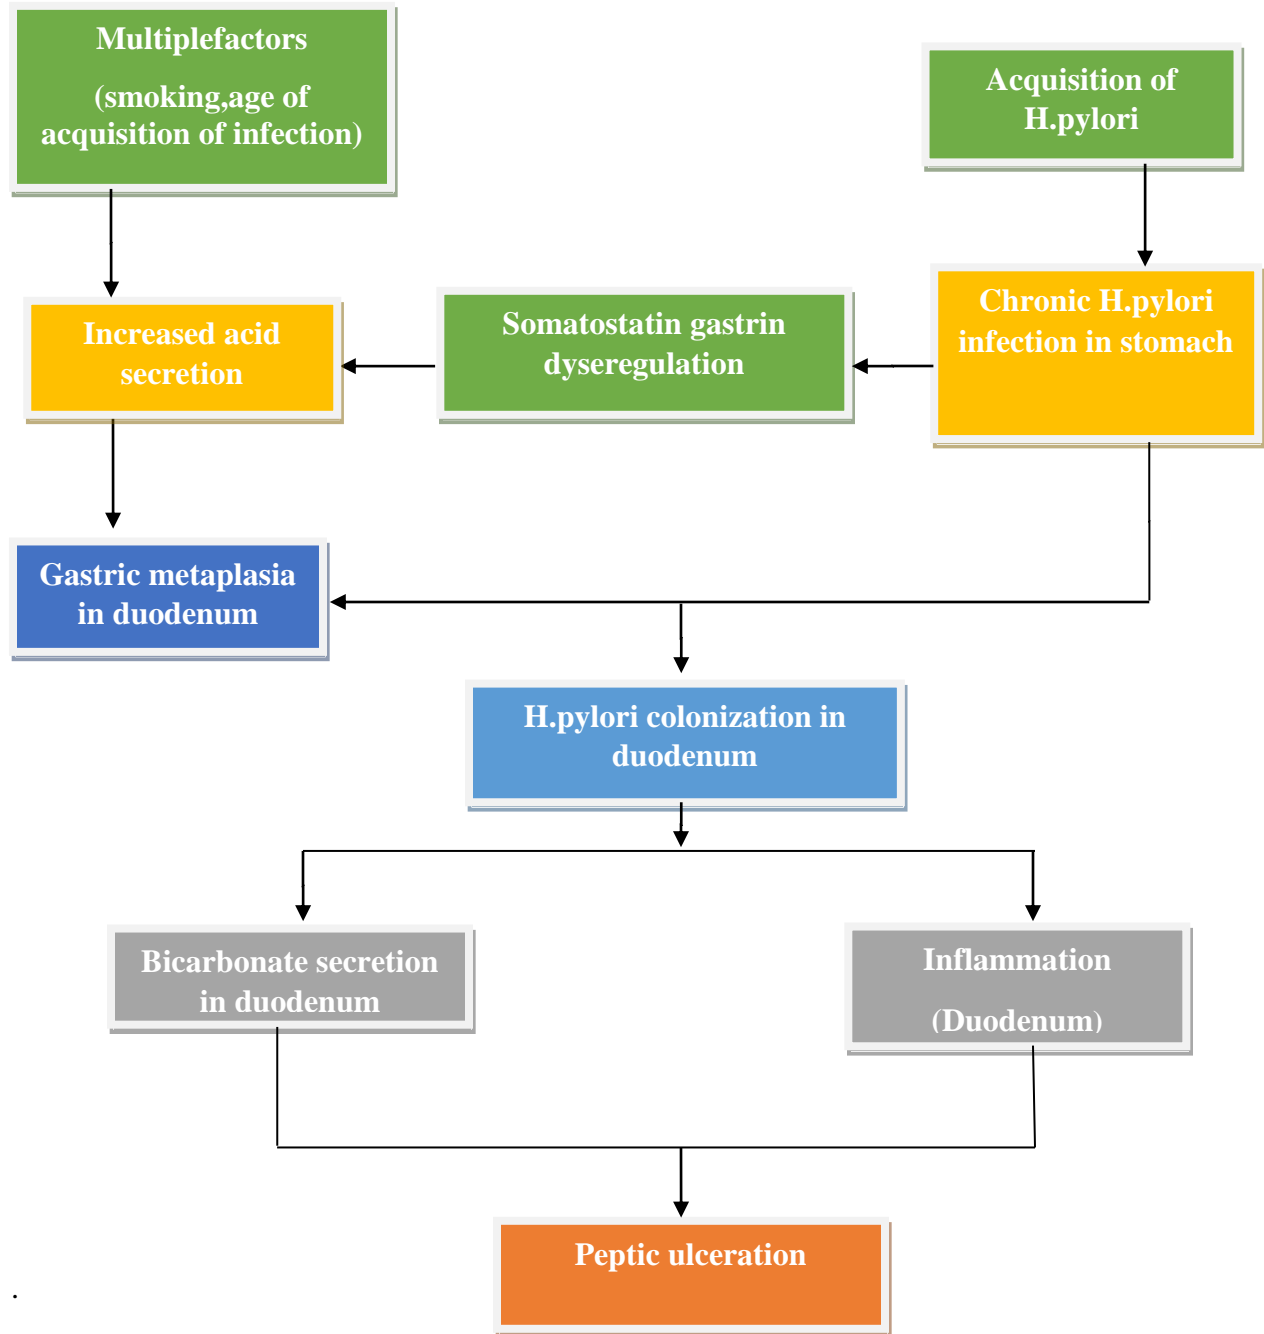 Multiplefactors
(smoking,age of
acquisition of infection)
Acquisition of
H.pylori
Increased acid
secretion
Somatostatin gastrin
dyseregulation
Chronic H.pylori
infection in stomach
Gastric metaplasia
in duodenum
H.pylori colonization in
duodenum
Bicarbonate secretion
in duodenum
Inflammation
(Duodenum)
Peptic ulceration
.